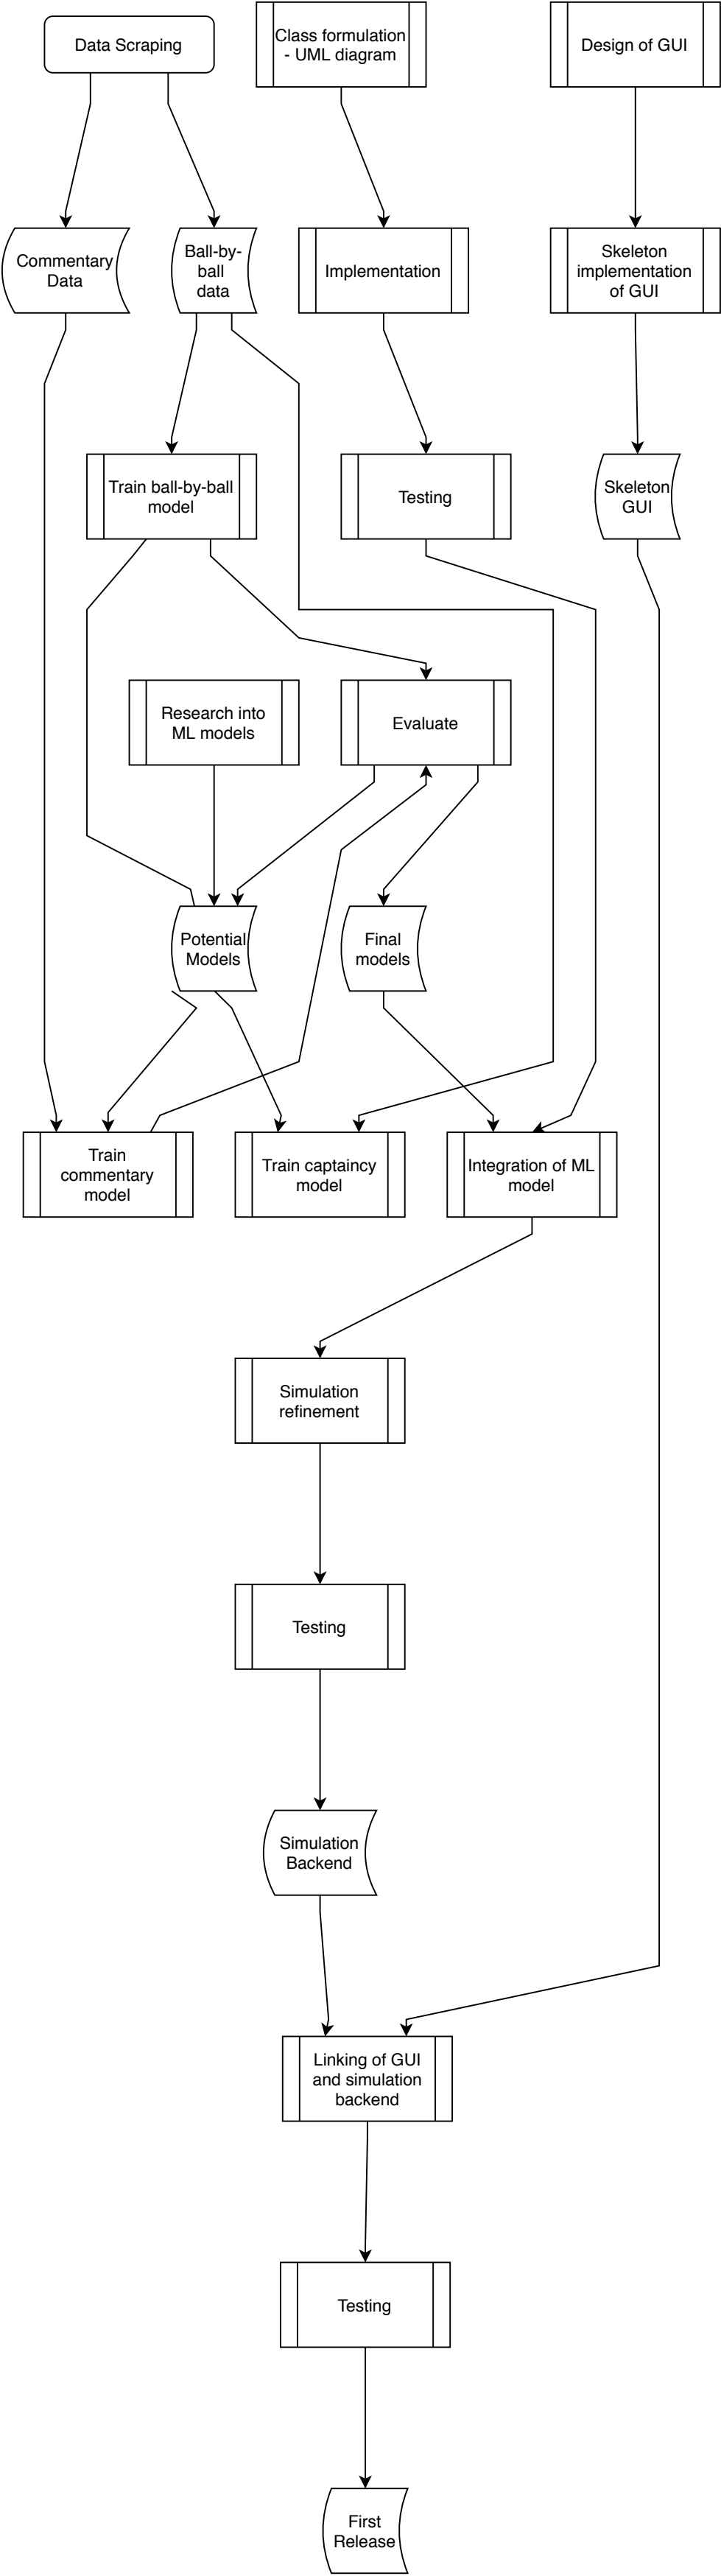 Data Scraping
Class formulation
- UML diagram
Design of GUI
Commentary
Data
Ball-by-
ball
data
Implementation
Skeleton
implementation
of GUI
Train ball-by-ball
model
Testing
Skeleton
GUI
Research into
ML models
Evaluate
Potential
Models
Final
models
Train
commentary
model
Train captaincy
model
Integration of ML
model
Simulation
refinement
Testing
Simulation
Backend
Linking of GUI
and simulation
backend
Testing
First
Release